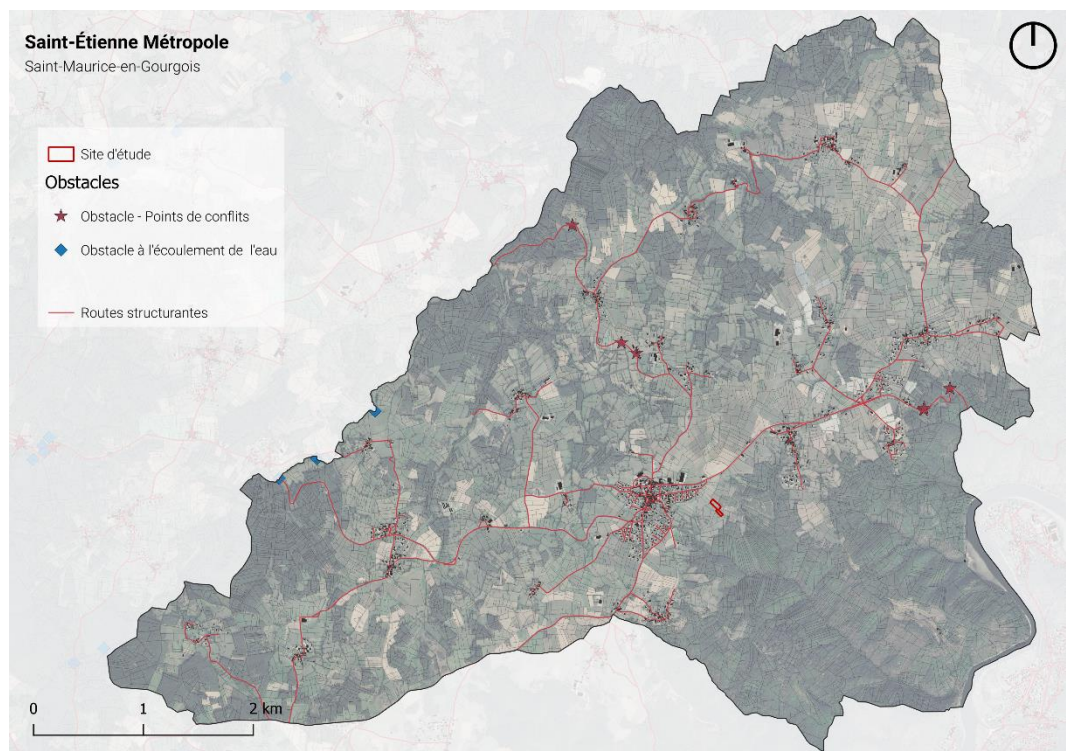 Saint-Étienne Métropole
Saint-Maurice-en-Gourgois
Site d'étude
Obstacles
Obstacle - Points de conflits
Obstacle à l'écoulement de l'eau
Routes structurantes
0 1 2 km